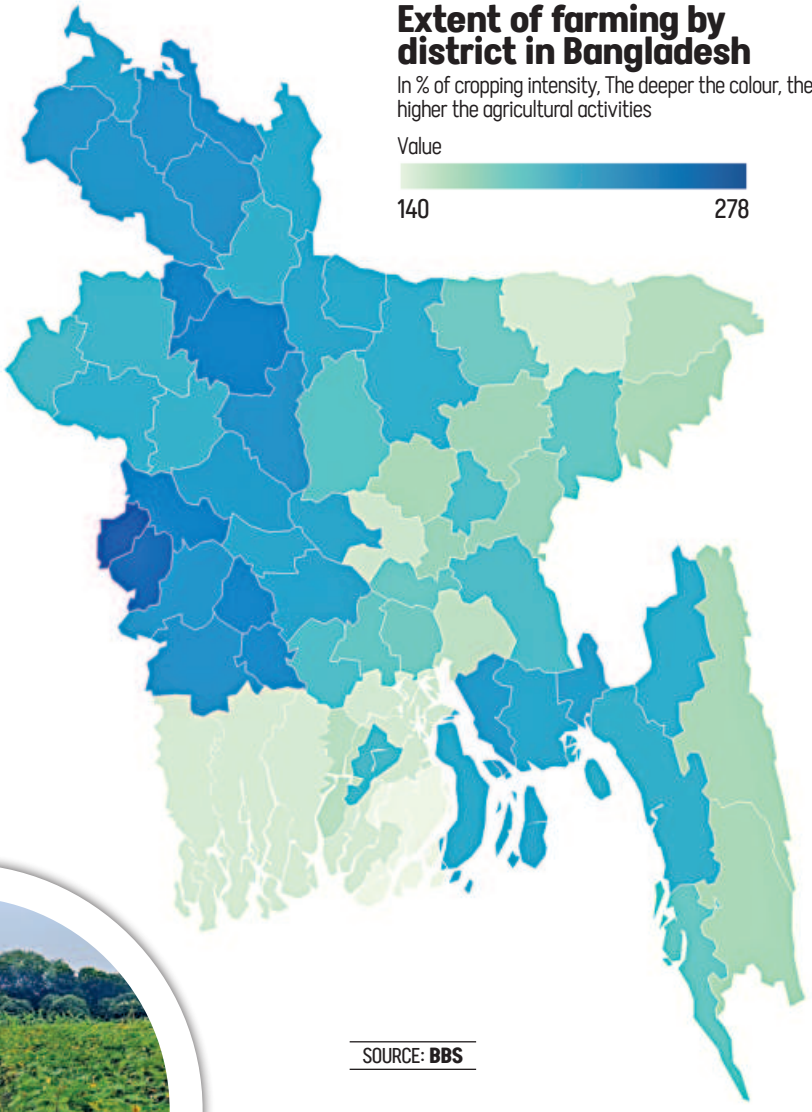 Extent of farming by
district in Bangladesh
In % of cropping intensity, The deeper the colour, the
higher the agricultural activities
Value
140
278
SOURCE: BBS